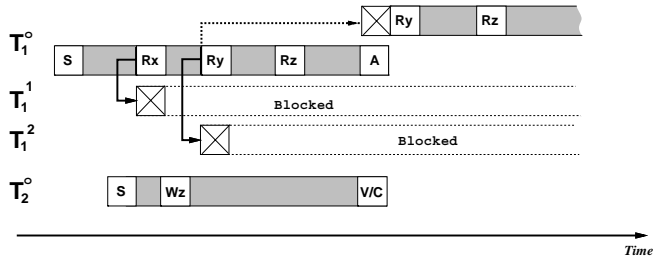 Ry Rz
T₁° S Rx Ry Rz A
T₁¹ Blocked
T₁² Blocked
T₂° S Wz V/C
Time